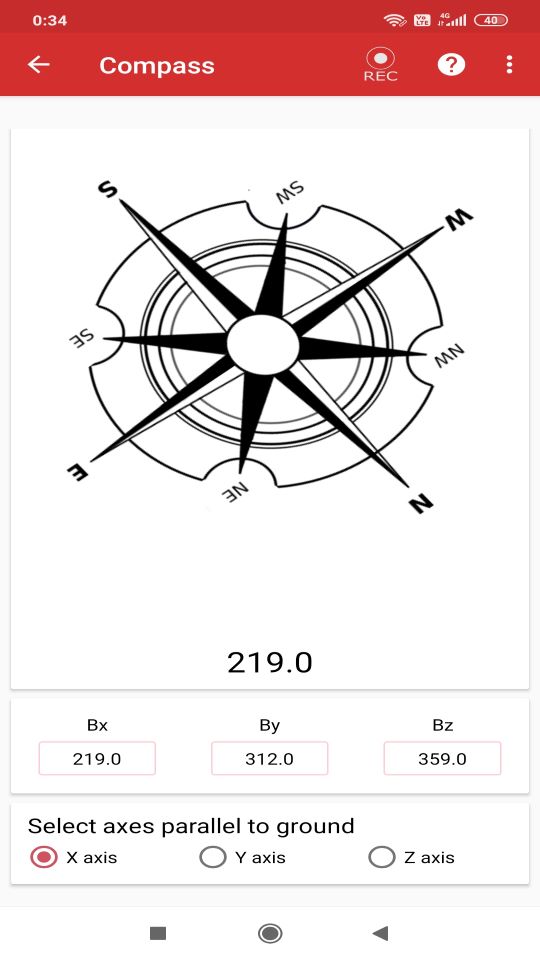 0:34
Vo
LTE
4G
40
Compass
REC
?
S
SW
W
SE
NW
E
NE
N
219.0
Bx By Bz
219.0 312.0 359.0
Select axes parallel to ground
X axis Y axis Z axis